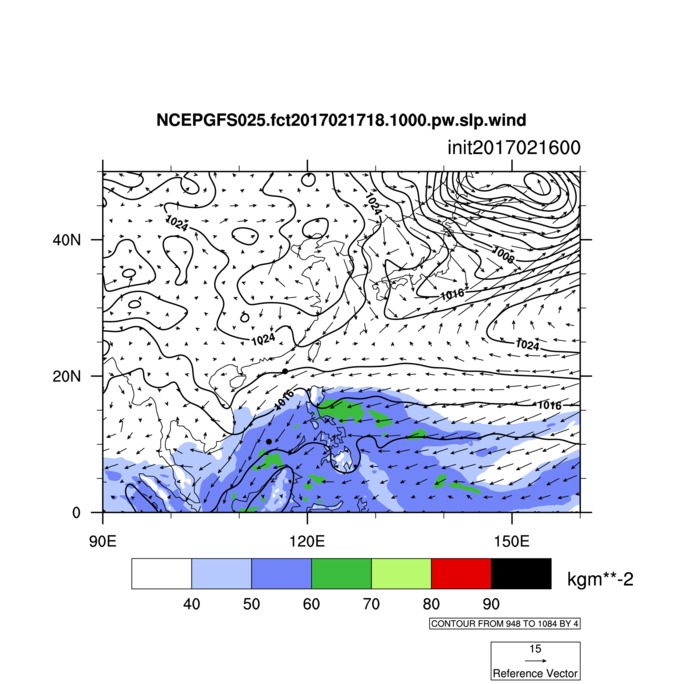 NCEPGFS025.fct2017021718.1000.pw.slp.wind
init2017021600
1024
1024
40N
1008
1016
1024
1024
20N
1016
1016
0
90E 120E 150E
kgm**-2
40 50 60 70 80 90
CONTOUR FROM 948 TO 1084 BY 4
15
Reference Vector